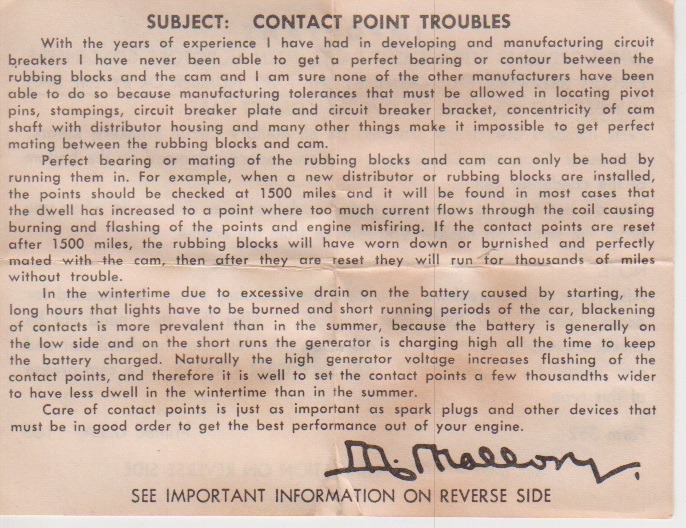 SUBJECT: CONTACT POINT TROUBLES
With the years of experience I have had in developing and manufacturing circuit
breakers I have never been able to get a perfect bearing or contour between the
rubbing blocks and the cam and I am sure none of the other manufacturers have been
able to do so because manufacturing tolerances that must be allowed in locating pivot
pins, stampings, circuit breaker plate and circuit breaker bracket, concentricity of cam
shaft with distributor housing and many other things make it impossible to get perfect
mating between the rubbing blocks and cam.
Perfect bearing or mating of the rubbing blocks and cam can only be had by
running them in. For example, when a new distributor or rubbing blocks are installed,
the points should be checked at 1500 miles and it will be found in most cases that
the dwell has increased to a point where too much current flows through the coil causing
burning and flashing of the points and engine misfiring. If the contact points are reset
after 1500 miles, the rubbing blocks will have worn down or burnished and perfectly
mated with the cam, then after they are reset they will run for thousands of miles
without trouble.
In the wintertime due to excessive drain on the battery caused by starting, the
long hours that lights have to be burned and short running periods of the car, blackening
of contacts is more prevalent than in the summer, because the battery is generally on
the low side and on the short runs the generator is charging high all the time to keep
the battery charged. Naturally the high generator voltage increases flashing of the
contact points, and therefore it is well to set the contact points a few thousandths wider
to have less dwell in the wintertime than in the summer.
Care of contact points is just as important as spark plugs and other devices that
must be in good order to get the best performance out of your engine.
M. Mallory.
SEE IMPORTANT INFORMATION ON REVERSE SIDE